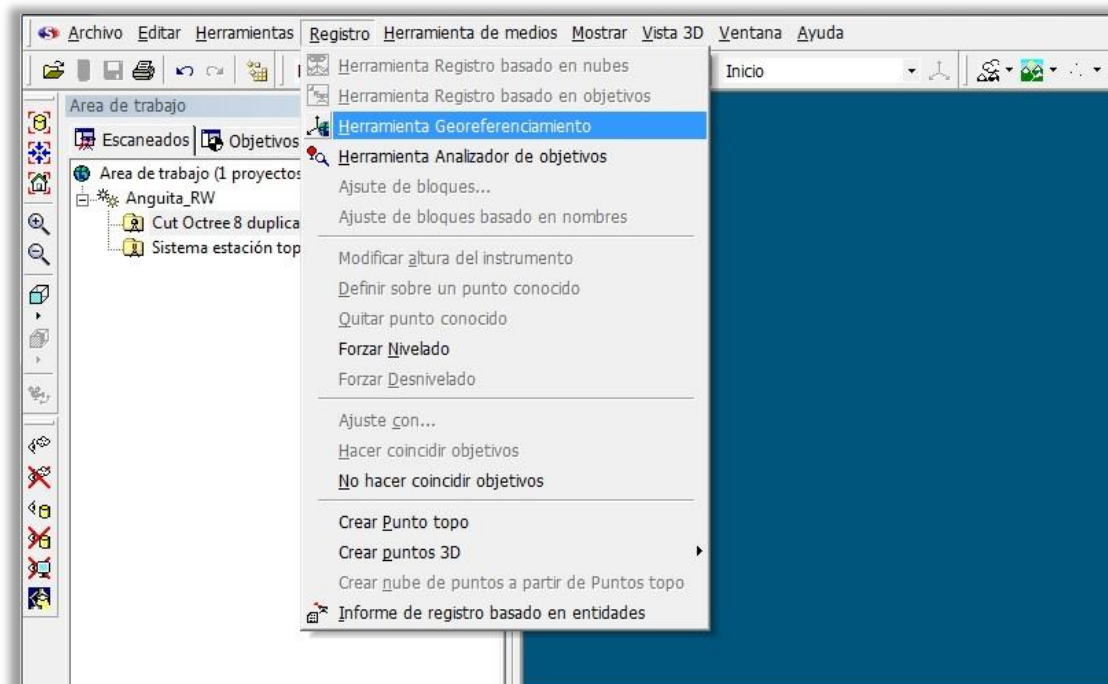 Archivo Editar Herramientas Registro Herramienta de medios Mostrar Vista 3D Ventana Ayuda
Inicio
Area de trabajo
Escaneados Objetivos
Area de trabajo (1 proyectos
Anguita_RW
Cut Octree 8 duplica
Sistema estación top
Herramienta Registro basado en nubes
Herramienta Registro basado en objetivos
Herramienta Georeferenciamiento
Herramienta Analizador de objetivos
Ajsute de bloques...
Ajuste de bloques basado en nombres
Modificar altura del instrumento
Definir sobre un punto conocido
Quitar punto conocido
Forzar Nivelado
Forzar Desnivelado
Ajuste con...
Hacer coincidir objetivos
No hacer coincidir objetivos
Crear Punto topo
Crear puntos 3D
Crear nube de puntos a partir de Puntos topo
Informe de registro basado en entidades